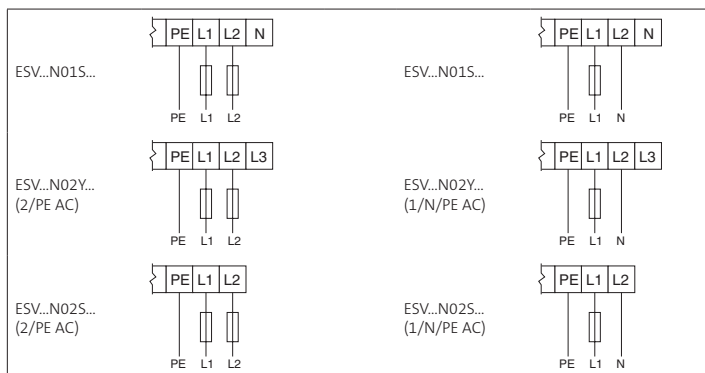 PE L1 L2 N
ESV...N01S...
PE L1 L2
PE L1 L2 N
ESV...N01S...
PE L1 N
PE L1 L2 L3
ESV...N02Y...
(2/PE AC)
PE L1 L2
PE L1 L2 L3
ESV...N02Y...
(1/N/PE AC)
PE L1 N
PE L1 L2
ESV...N02S...
(2/PE AC)
PE L1 L2
PE L1 L2
ESV...N02S...
(1/N/PE AC)
PE L1 N